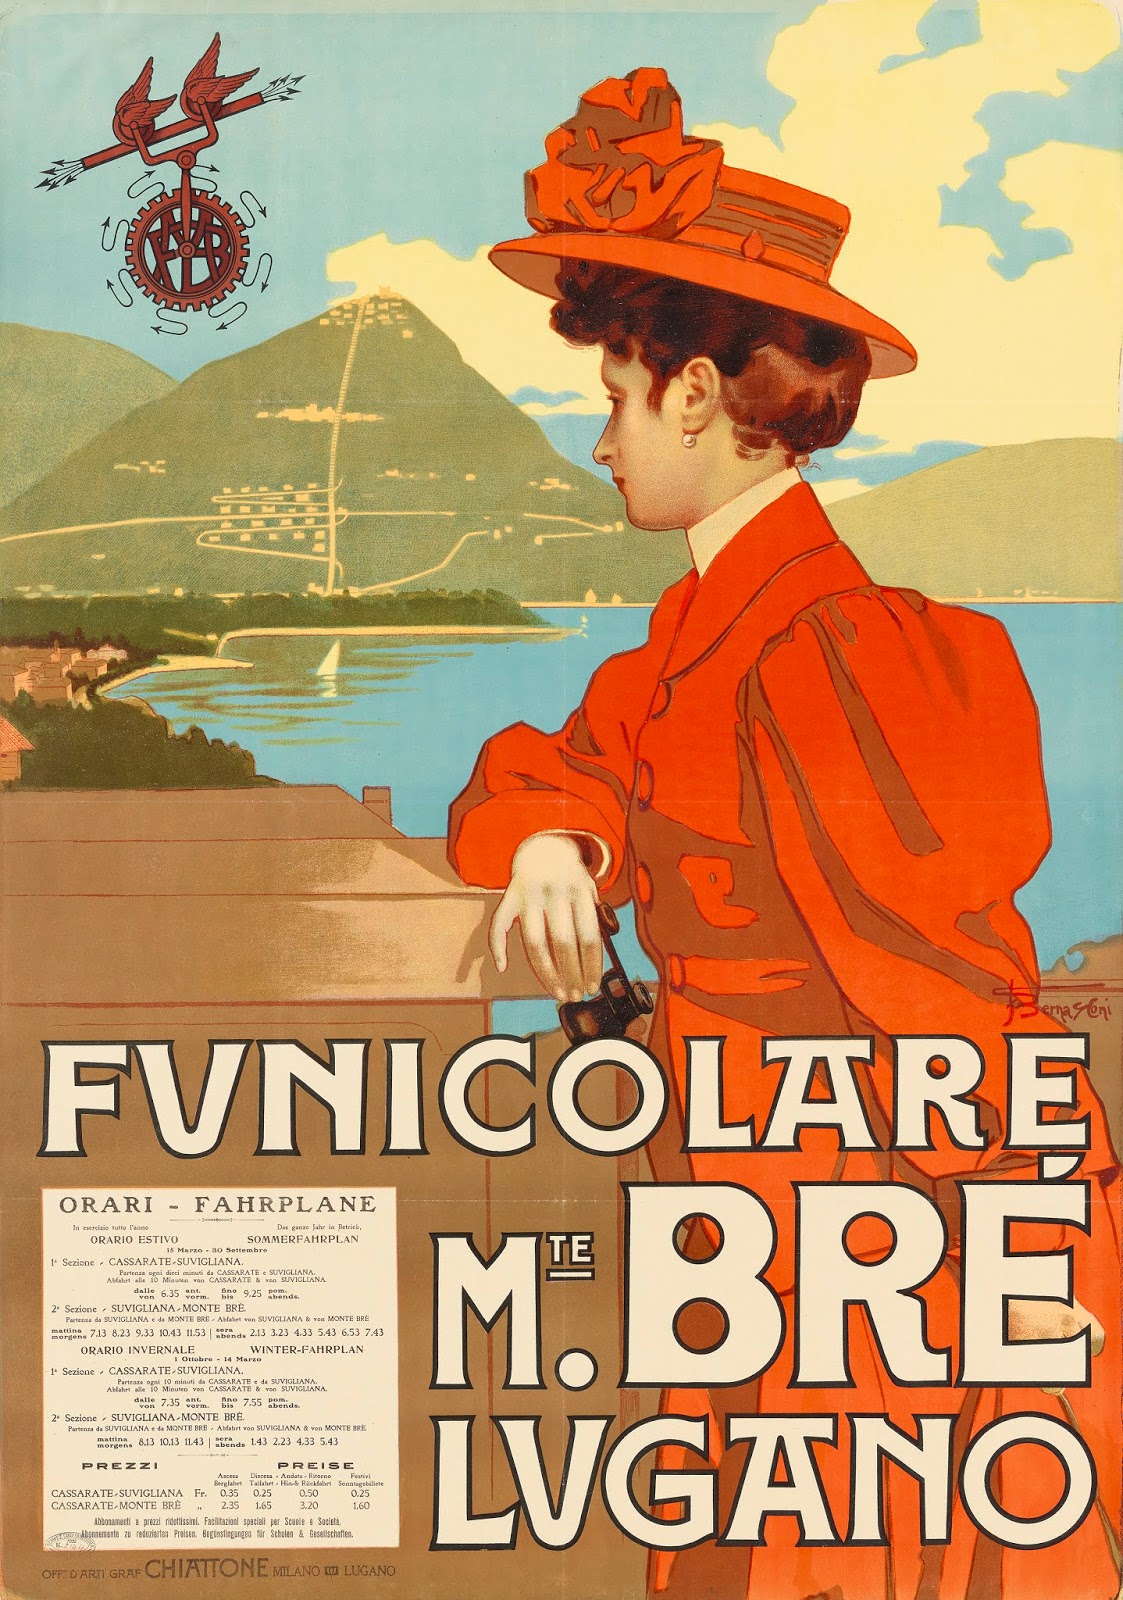 FMB
Bernasconi
FVNICOLARE
Mᵀᴱ. BRÉ
LVGANO
ORARI - FAHRPLANE
In esercizio tutto l'anno Das ganze Jahr in Betrieb,
ORARIO ESTIVO SOMMERFAHRPLAN
15 Marzo - 30 Settembre
1ª Sezione - CASSARATE-SUVIGLIANA.
Partenza ogni dieci minuti da CASSARATE e SUVIGLIANA.
Abfahrt alle 10 Minuten von CASSARATE & von SUVIGLIANA.
dalle von 6.35 ant. vorm. fino bis 9.25 pom. abends.
2ª Sezione - SUVIGLIANA-MONTE BRÈ.
Partenza da SUVIGLIANA e da MONTE BRÈ - Abfahrt von SUVIGLIANA & von MONTE BRÈ
mattina morgens 7.13 8.23 9.33 10.43 11.53 | sera abends 2.13 3.23 4.33 5.43 6.53 7.43
ORARIO INVERNALE WINTER-FAHRPLAN
1 Ottobre - 14 Marzo
1ª Sezione - CASSARATE-SUVIGLIANA.
Partenza ogni 10 minuti da CASSARATE e da SUVIGLIANA.
Abfahrt alle 10 Minuten von CASSARATE & von SUVIGLIANA.
dalle von 7.35 ant. vorm. fino bis 7.55 pom. abends.
2ª Sezione - SUVIGLIANA-MONTE BRÈ.
Partenza da SUVIGLIANA e da MONTE BRÈ - Abfahrt von SUVIGLIANA & von MONTE BRÈ.
mattina morgens 8.13 10.13 11.43 | sera abends 1.43 2.23 4.33 5.43
PREZZI PREISE
Ascesa Discesa - Andata - Ritorno Festivi
Bergfahrt Talfahrt - Hin-& Rückfahrt Sonntagsbillete
CASSARATE-SUVIGLIANA Fr. 0.35 0.25 0.50 0.25
CASSARATE-MONTE BRÈ „ 2.35 1.65 3.20 1.60
Abbonamenti a prezzi ridottissimi. Facilitazioni speciali per Scuole e Società.
Abonnemente zu reduzierten Preisen. Begünstingungen für Schulen & Gesellschaften.
OFFᴱ D'ARTI GRAF CHIATTONE MILANO LUGANO